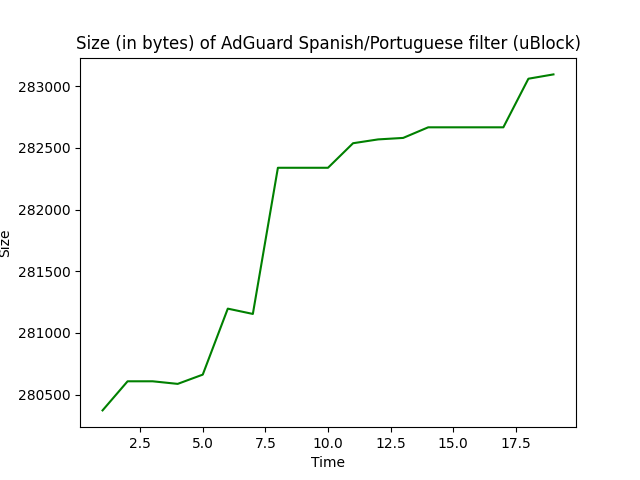 Size (in bytes) of AdGuard Spanish/Portuguese filter (uBlock)
283000
282500
282000
281500
281000
280500
Size
2.5 5.0 7.5 10.0 12.5 15.0 17.5
Time